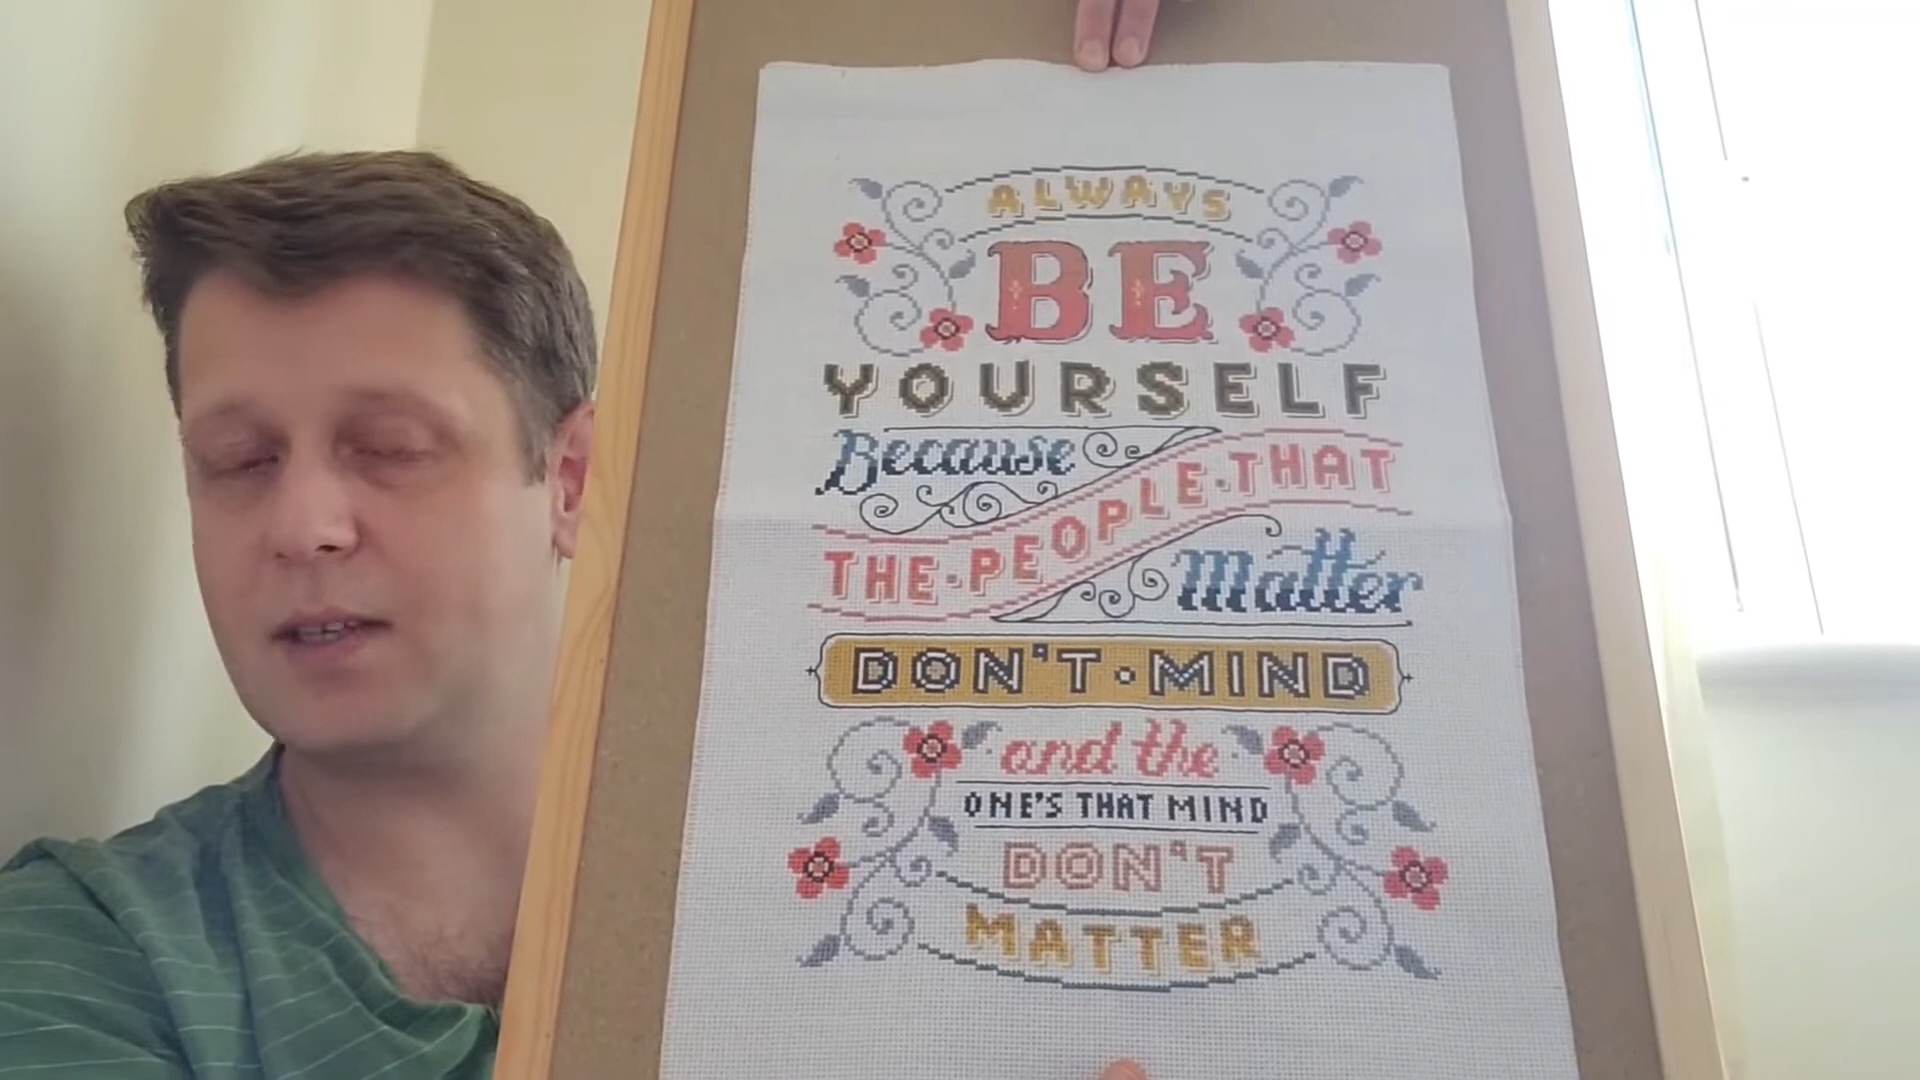 ALWAYS
BE
YOURSELF
Because
THE·PEOPLE·THAT
Matter
DON'T·MIND
and the
ONE'S THAT MIND
DON'T
MATTER